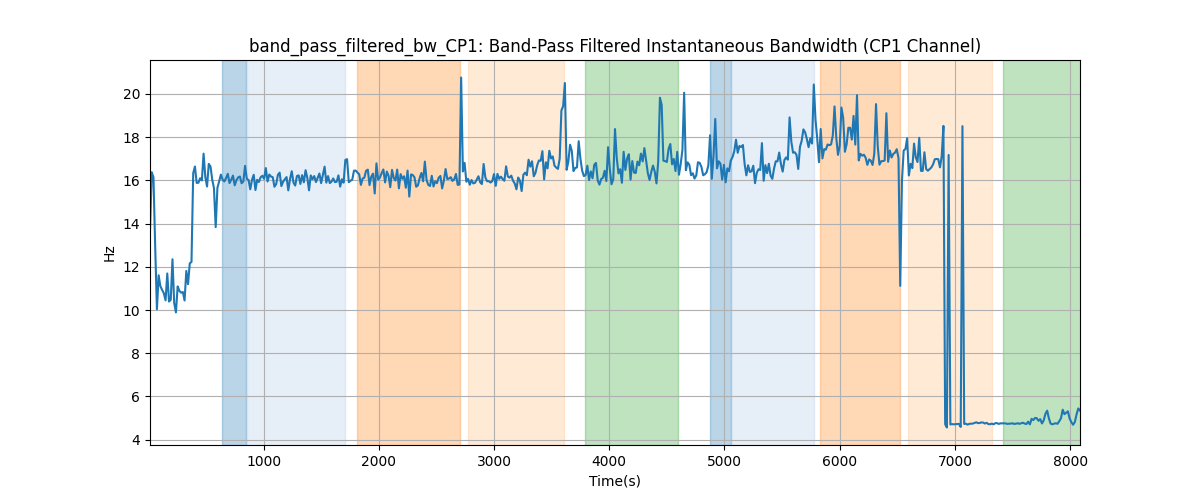 band_pass_filtered_bw_CP1: Band-Pass Filtered Instantaneous Bandwidth (CP1 Channel)
20
18
16
14
12
10
8
6
4
Hz
1000 2000 3000 4000 5000 6000 7000 8000
Time(s)